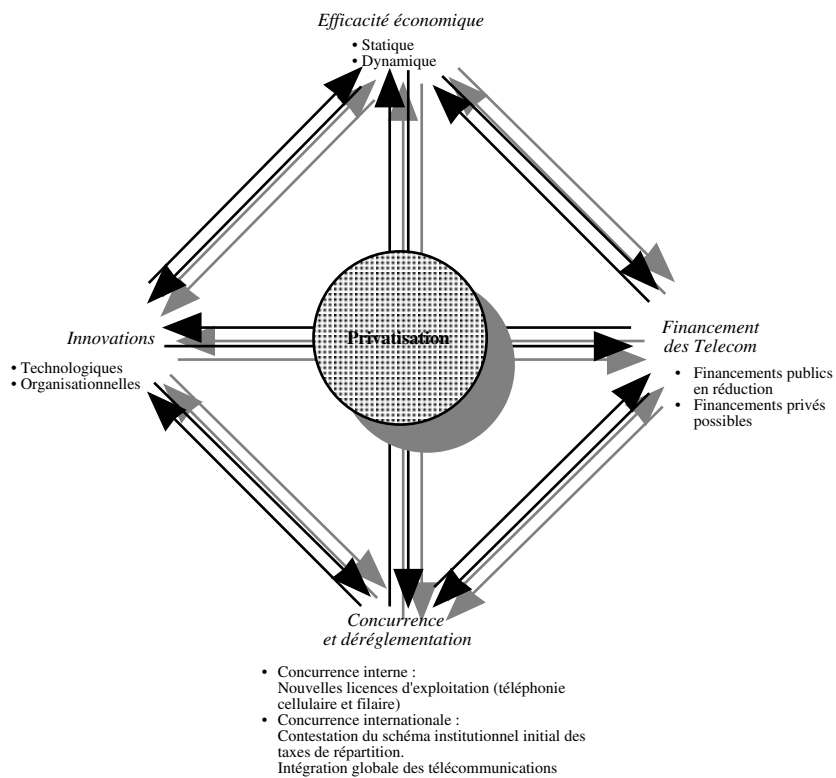 Efficacité économique
• Statique
• Dynamique
Innovations
• Technologiques
• Organisationnelles
Privatisation
Financement
des Telecom
• Financements publics
en réduction
• Financements privés
possibles
Concurrence
et déréglementation
• Concurrence interne :
Nouvelles licences d'exploitation (téléphonie
cellulaire et filaire)
• Concurrence internationale :
Contestation du schéma institutionnel initial des
taxes de répartition.
Intégration globale des télécommunications